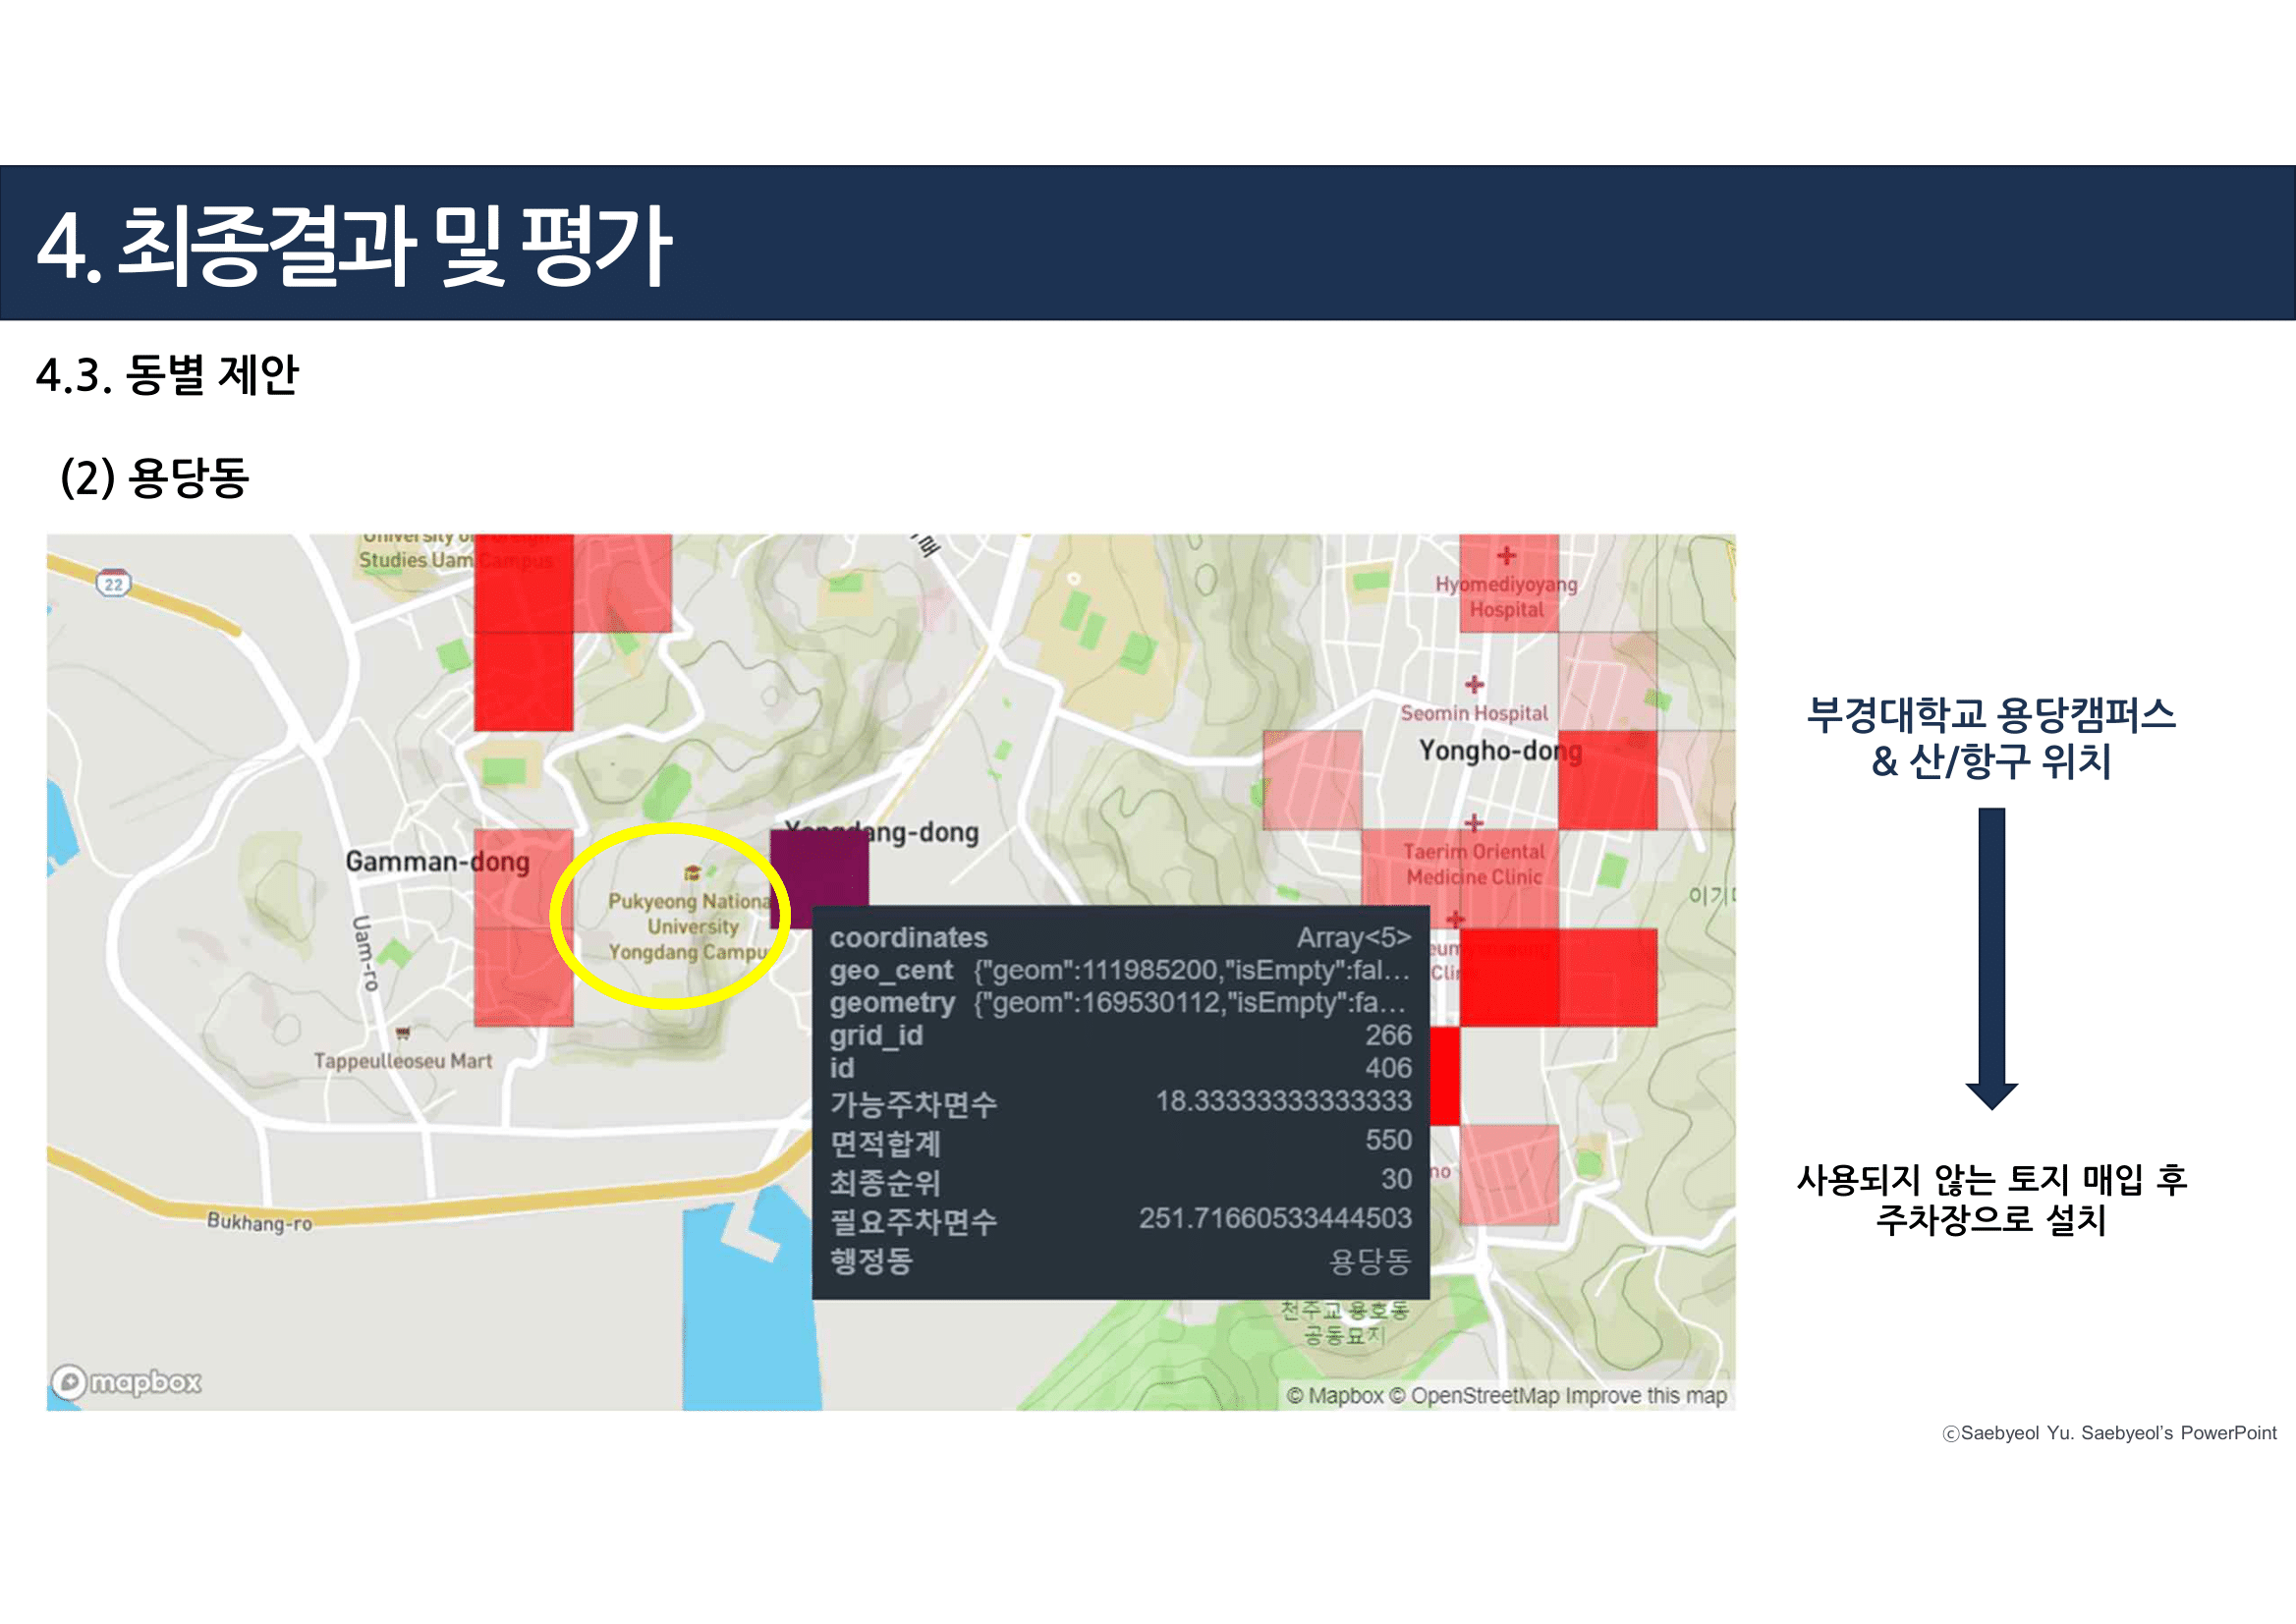 4. 최종결과 및 평가
4.3. 동별 제안
(2) 용당동
University of Foreign
Studies Uam Campus
22
로
Hyomediyoyang
Hospital
Seomin Hospital
Yongho-dong
Taerim Oriental
Medicine Clinic
Yongdang-dong
Gamman-dong
Pukyeong Nationa
University
Yongdang Campu
Uam-ro
Tappeulleoseu Mart
Bukhang-ro
이기
coordinates Array<5>
geo_cent {"geom":111985200,"isEmpty":fal...
geometry {"geom":169530112,"isEmpty":fa...
grid_id 266
id 406
가능주차면수 18.33333333333333
면적합계 550
최종순위 30
필요주차면수 251.71660533444503
행정동 용당동
천주교용호동
공동묘지
mapbox
© Mapbox © OpenStreetMap Improve this map
부경대학교 용당캠퍼스
& 산/항구 위치
사용되지 않는 토지 매입 후
주차장으로 설치
ⓒSaebyeol Yu. Saebyeol's PowerPoint